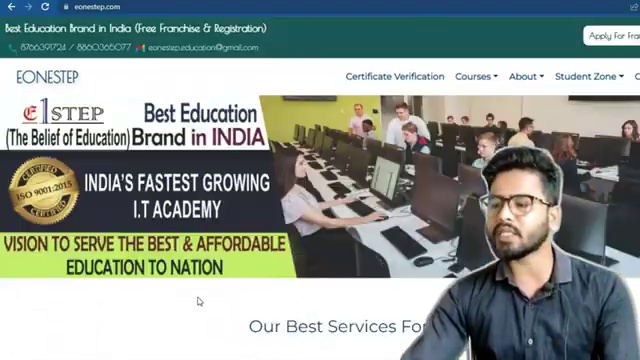 eonestep.com
Best Education Brand in India (Free Franchise & Registration)
Apply For Fra
8766391724 / 8860365077 eonestep.education@gmail.com
EONESTEP
Certificate Verification Courses About Student Zone C
E1STEP
(The Belief of Education)
Best Education
Brand in INDIA
CERTIFIED
ISO 9001:2015
CERTIFIED
INDIA'S FASTEST GROWING
I.T ACADEMY
VISION TO SERVE THE BEST & AFFORDABLE
EDUCATION TO NATION
Our Best Services For